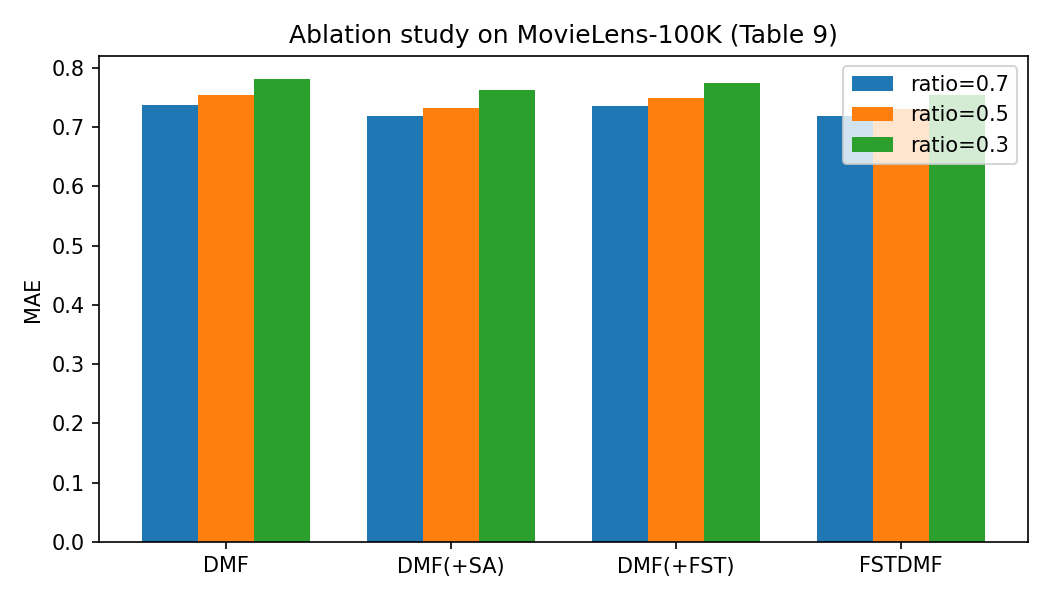 Ablation study on MovieLens-100K (Table 9)
ratio=0.7
ratio=0.5
ratio=0.3
MAE
0.8
0.7
0.6
0.5
0.4
0.3
0.2
0.1
0.0
DMF
DMF(+SA)
DMF(+FST)
FSTDMF